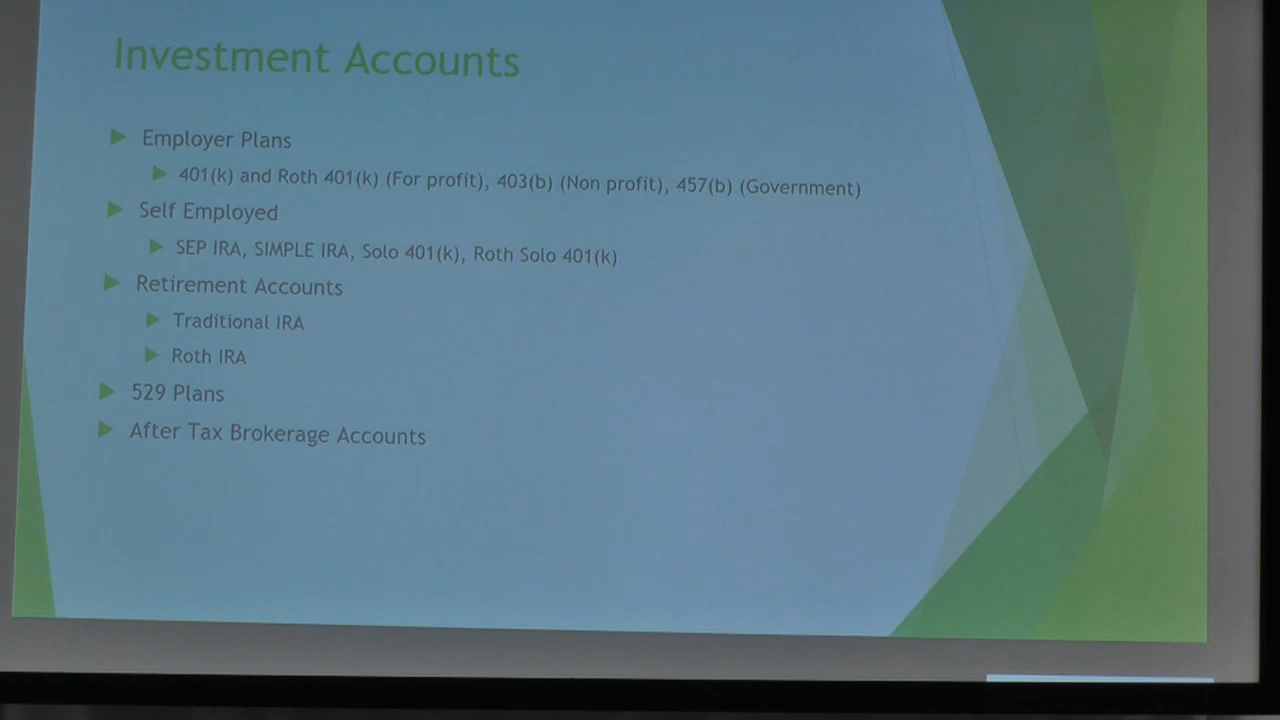 Investment Accounts
Employer Plans
401(k) and Roth 401(k) (For profit), 403(b) (Non profit), 457(b) (Government)
Self Employed
SEP IRA, SIMPLE IRA, Solo 401(k), Roth Solo 401(k)
Retirement Accounts
Traditional IRA
Roth IRA
529 Plans
After Tax Brokerage Accounts